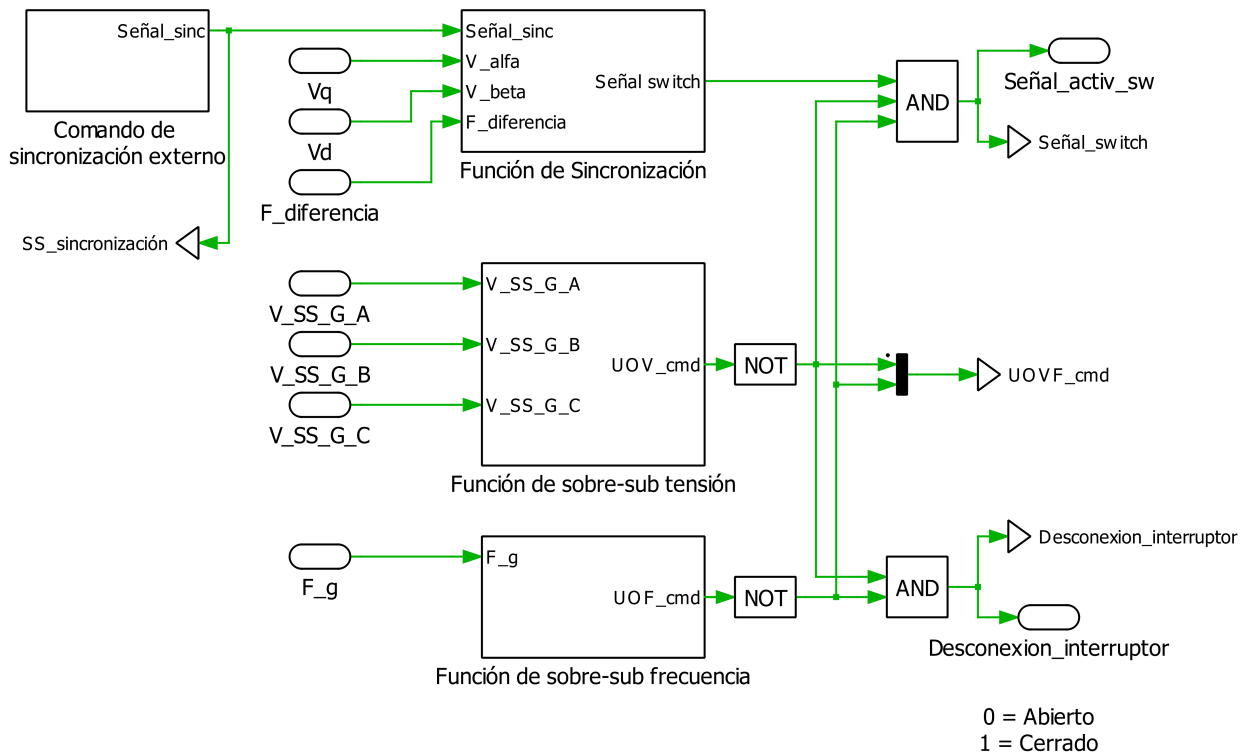 Señal_sinc
Comando de
sincronización externo
SS_sincronización
Vq
Vd
F_diferencia
Señal_sinc
V_alfa
V_beta
F_diferencia
Señal switch
Función de Sincronización
AND
Señal_activ_sw
Señal_switch
V_SS_G_A
V_SS_G_B
V_SS_G_C
V_SS_G_A
V_SS_G_B
V_SS_G_C
UOV_cmd
Función de sobre-sub tensión
NOT
UOVF_cmd
F_g
F_g
UOF_cmd
Función de sobre-sub frecuencia
NOT
AND
Desconexion_interruptor
Desconexion_interruptor
0 = Abierto
1 = Cerrado